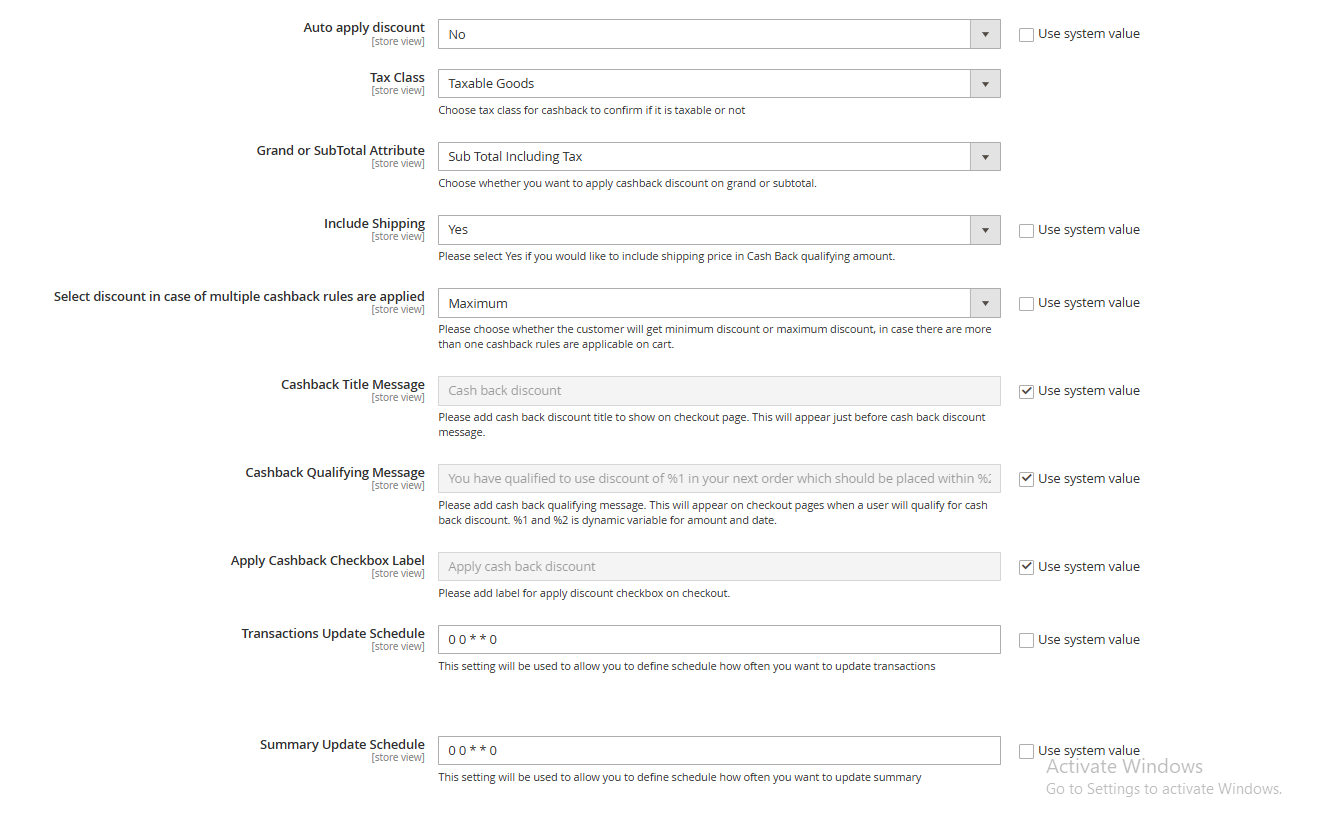 Auto apply discount
[store view]
No
Use system value
Tax Class
[store view]
Taxable Goods
Choose tax class for cashback to confirm if it is taxable or not
Grand or SubTotal Attribute
[store view]
Sub Total Including Tax
Choose whether you want to apply cashback discount on grand or subtotal.
Include Shipping
[store view]
Yes
Use system value
Please select Yes if you would like to include shipping price in Cash Back qualifying amount.
Select discount in case of multiple cashback rules are applied
[store view]
Maximum
Use system value
Please choose whether the customer will get minimum discount or maximum discount, in case there are more
than one cashback rules are applicable on cart.
Cashback Title Message
[store view]
Cash back discount
Use system value
Please add cash back discount title to show on checkout page. This will appear just before cash back discount
message.
Cashback Qualifying Message
[store view]
You have qualified to use discount of %1 in your next order which should be placed within %2
Use system value
Please add cash back qualifying message. This will appear on checkout pages when a user will qualify for cash
back discount. %1 and %2 is dynamic variable for amount and date.
Apply Cashback Checkbox Label
[store view]
Apply cash back discount
Use system value
Please add label for apply discount checkbox on checkout.
Transactions Update Schedule
[store view]
0 0 * * 0
Use system value
This setting will be used to allow you to define schedule how often you want to update transactions
Summary Update Schedule
[store view]
0 0 * * 0
Use system value
This setting will be used to allow you to define schedule how often you want to update summary
Activate Windows
Go to Settings to activate Windows.